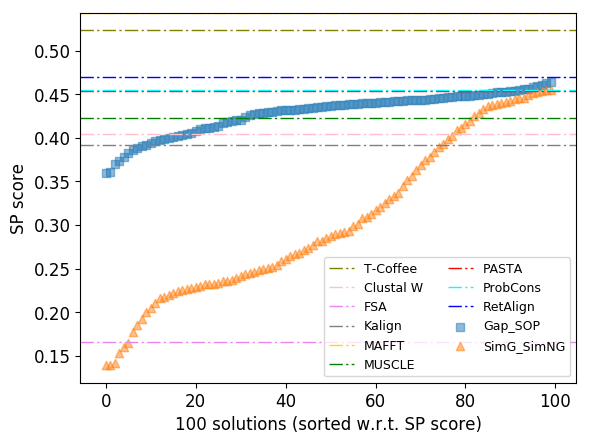 0.50
0.45
0.40
0.35
0.30
0.25
0.20
0.15
SP score
T-Coffee
Clustal W
FSA
Kalign
MAFFT
MUSCLE
PASTA
ProbCons
RetAlign
Gap_SOP
SimG_SimNG
0 20 40 60 80 100
100 solutions (sorted w.r.t. SP score)